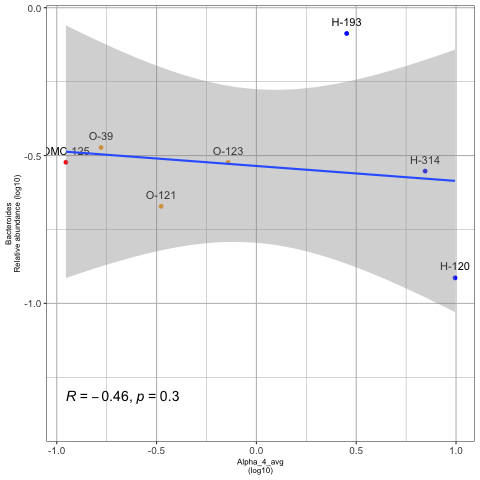 0.0
H-193
O-39
OMC-125
O-123
-0.5
H-314
O-121
H-120
Bacteroides
Relative abundance (log10)
-1.0
R = −0.46, p = 0.3
-1.0 -0.5 0.0 0.5 1.0
Alpha_4_avg
(log10)